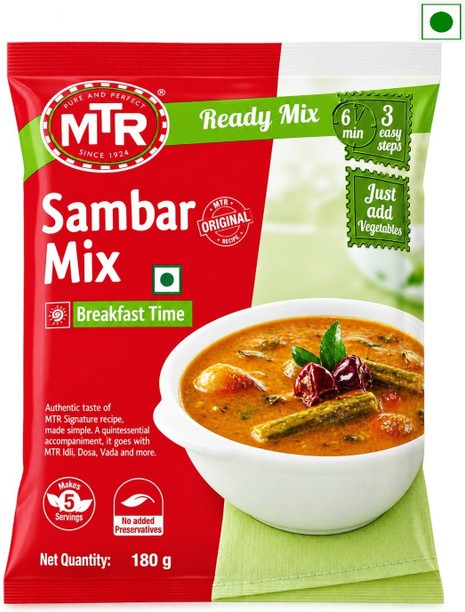 PURE AND PERFECT
MTR®
SINCE 1924
Ready Mix
6
min
3
easy
steps
Just
add
Vegetables
Sambar
Mix
MTR
ORIGINAL
RECIPE
Breakfast Time
Authentic taste of
MTR Signature recipe,
made simple. A quintessential
accompaniment, it goes with
MTR Idli, Dosa, Vada and more.
Makes
5
Servings
No added
Preservatives
Net Quantity: 180 g